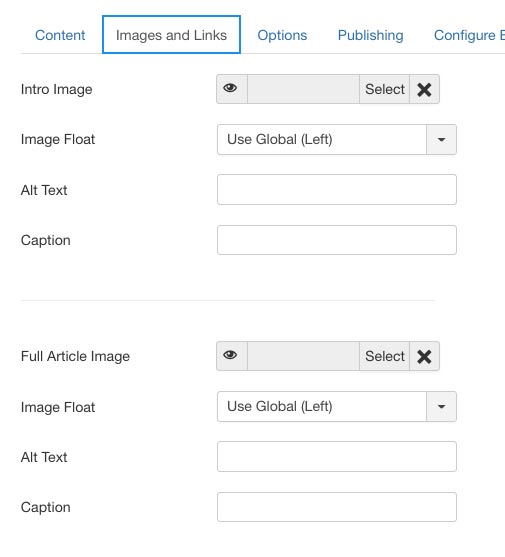 Content Images and Links Options Publishing Configure E
Intro Image Select
Image Float Use Global (Left)
Alt Text
Caption
Full Article Image Select
Image Float Use Global (Left)
Alt Text
Caption